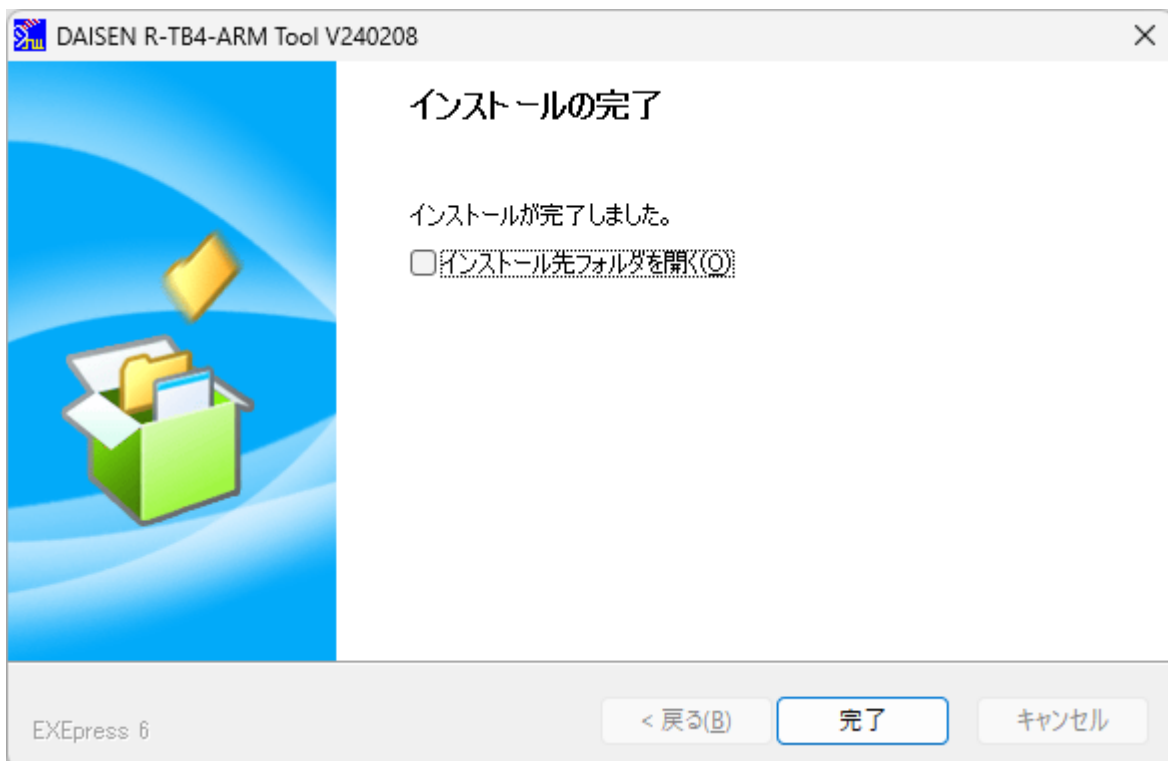 DAISEN R-TB4-ARM Tool V240208
インストールの完了
インストールが完了しました。
インストール先フォルダを開く(O)
EXEpress 6
< 戻る(B)
完了
キャンセル